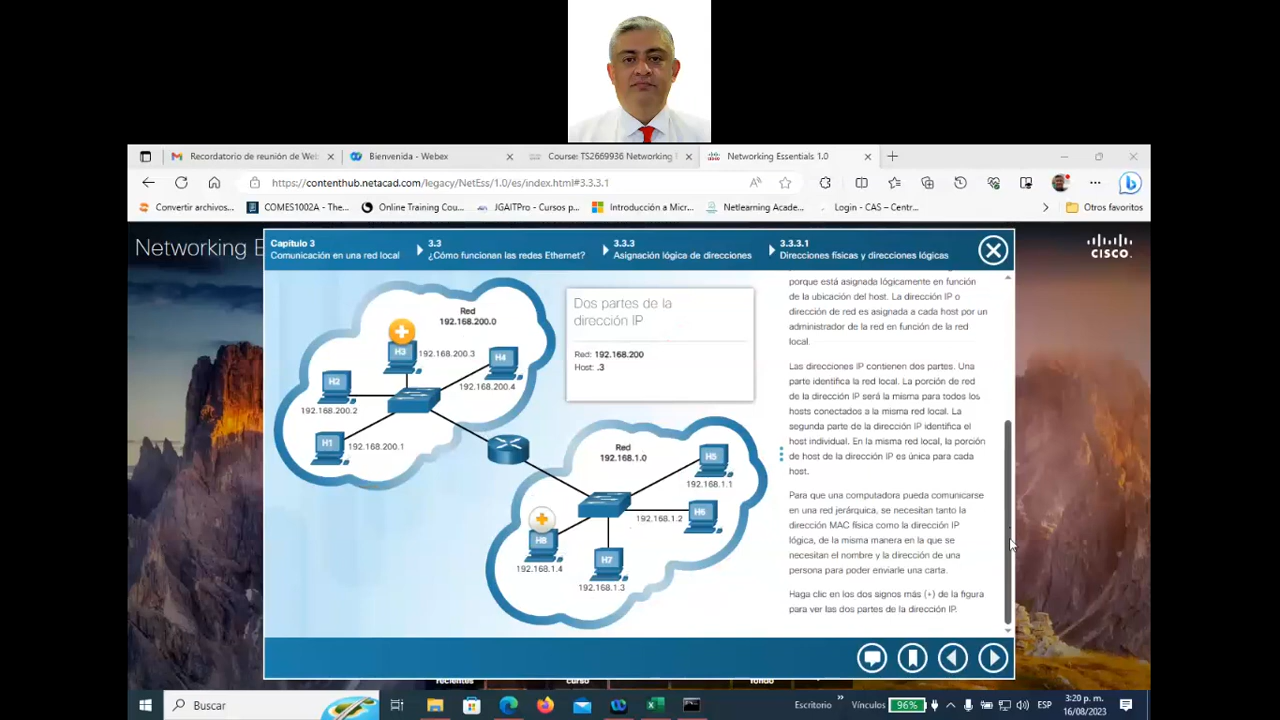 Recordatorio de reunión de Web
Bienvenida - Webex
Course: TS2669936 Networking
Networking Essentials 1.0
https://contenthub.netacad.com/legacy/NetEss/1.0/es/index.html#3.3.3.1
Convertir archivos...
COMES1002A - The...
Online Training Cou...
JGAITPro - Cursos p...
Introducción a Micr...
Netlearning Acade...
Login - CAS – Centr...
Otros favoritos
Networking E
CISCO
Capítulo 3
Comunicación en una red local
3.3
¿Cómo funcionan las redes Ethernet?
3.3.3
Asignación lógica de direcciones
3.3.3.1
Direcciones físicas y direcciones lógicas
Red
192.168.200.0
H3
192.168.200.3
H4
192.168.200.4
H2
192.168.200.2
H1
192.168.200.1
Dos partes de la
dirección IP
Red: 192.168.200
Host: .3
Red
192.168.1.0
H5
192.168.1.1
H6
192.168.1.2
H8
192.168.1.4
H7
192.168.1.3
porque está asignada lógicamente en función
de la ubicación del host. La dirección IP o
dirección de red es asignada a cada host por un
administrador de la red en función de la red
local.
Las direcciones IP contienen dos partes. Una
parte identifica la red local. La porción de red
de la dirección IP será la misma para todos los
hosts conectados a la misma red local. La
segunda parte de la dirección IP identifica el
host individual. En la misma red local, la porción
de host de la dirección IP es única para cada
host.
Para que una computadora pueda comunicarse
en una red jerárquica, se necesitan tanto la
dirección MAC física como la dirección IP
lógica, de la misma manera en la que se
necesitan el nombre y la dirección de una
persona para poder enviarle una carta.
Haga clic en los dos signos más (+) de la figura
para ver las dos partes de la dirección IP.
recientes
curso
fondo
Buscar
Escritorio
Vínculos
96%
ESP
3:20 p. m.
16/08/2023